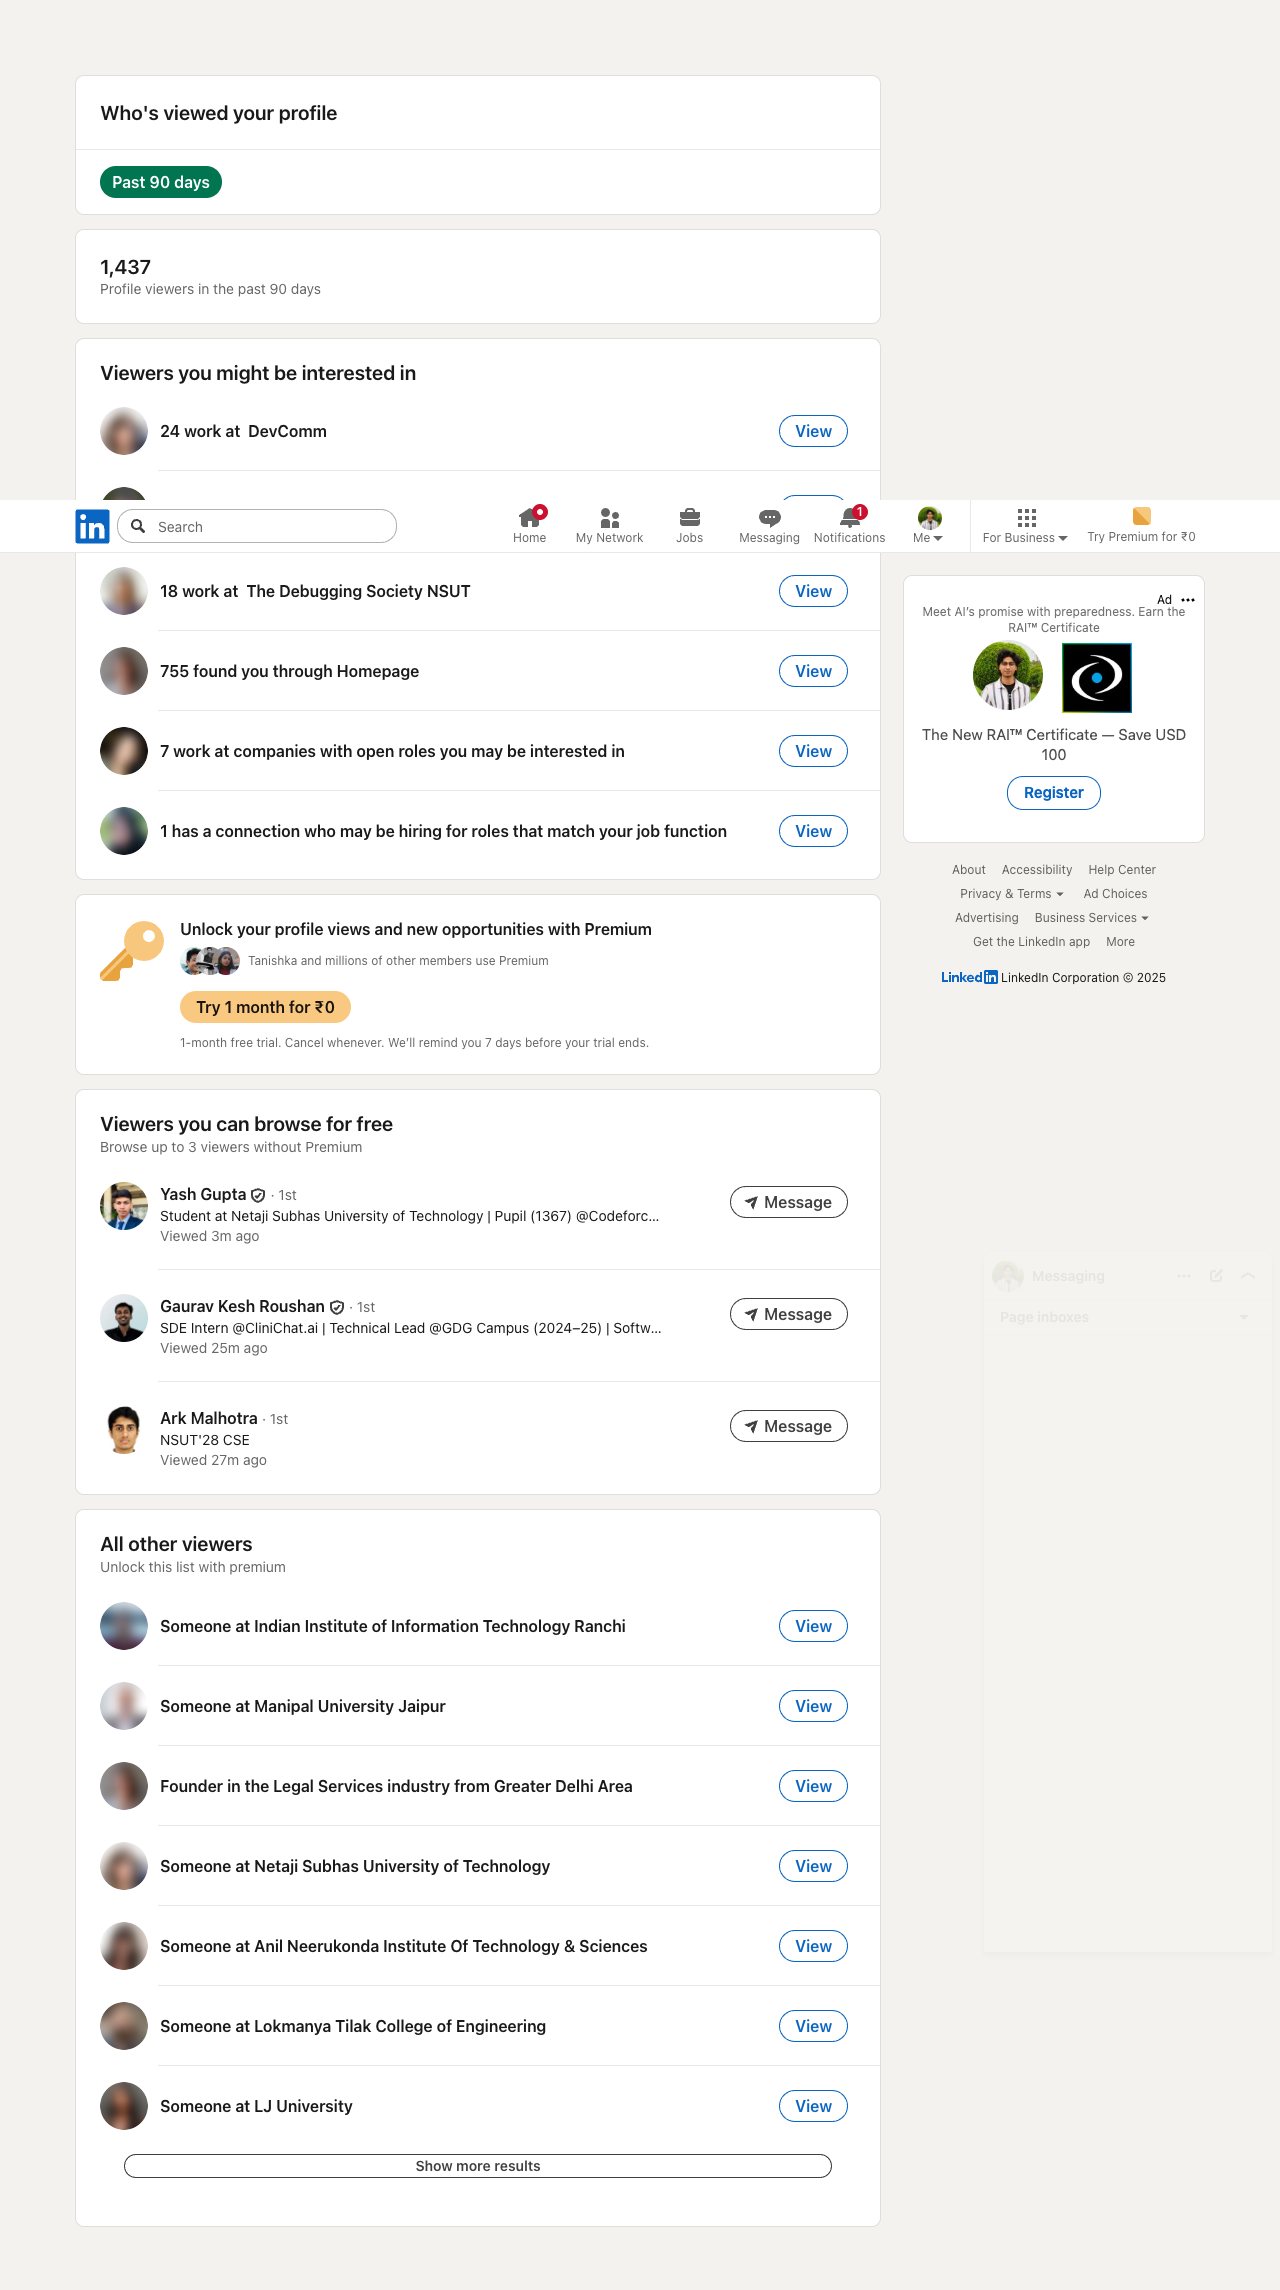 Who's viewed your profile
Past 90 days
1,437
Profile viewers in the past 90 days
Viewers you might be interested in
24 work at DevComm
View
in
Search
Home
My Network
Jobs
Messaging
1
Notifications
Me
For Business
Try Premium for ₹0
18 work at The Debugging Society NSUT
View
755 found you through Homepage
View
7 work at companies with open roles you may be interested in
View
1 has a connection who may be hiring for roles that match your job function
View
Ad
Meet AI's promise with preparedness. Earn the
RAI™ Certificate
The New RAI™ Certificate — Save USD
100
Register
About Accessibility Help Center
Privacy & Terms Ad Choices
Advertising Business Services
Get the LinkedIn app More
LinkedIn LinkedIn Corporation © 2025
Unlock your profile views and new opportunities with Premium
Tanishka and millions of other members use Premium
Try 1 month for ₹0
1-month free trial. Cancel whenever. We'll remind you 7 days before your trial ends.
Viewers you can browse for free
Browse up to 3 viewers without Premium
Yash Gupta · 1st
Student at Netaji Subhas University of Technology | Pupil (1367) @Codeforc...
Viewed 3m ago
Message
Gaurav Kesh Roushan · 1st
SDE Intern @CliniChat.ai | Technical Lead @GDG Campus (2024–25) | Softw...
Viewed 25m ago
Message
Ark Malhotra · 1st
NSUT'28 CSE
Viewed 27m ago
Message
Messaging
Page inboxes
All other viewers
Unlock this list with premium
Someone at Indian Institute of Information Technology Ranchi
View
Someone at Manipal University Jaipur
View
Founder in the Legal Services industry from Greater Delhi Area
View
Someone at Netaji Subhas University of Technology
View
Someone at Anil Neerukonda Institute Of Technology & Sciences
View
Someone at Lokmanya Tilak College of Engineering
View
Someone at LJ University
View
Show more results